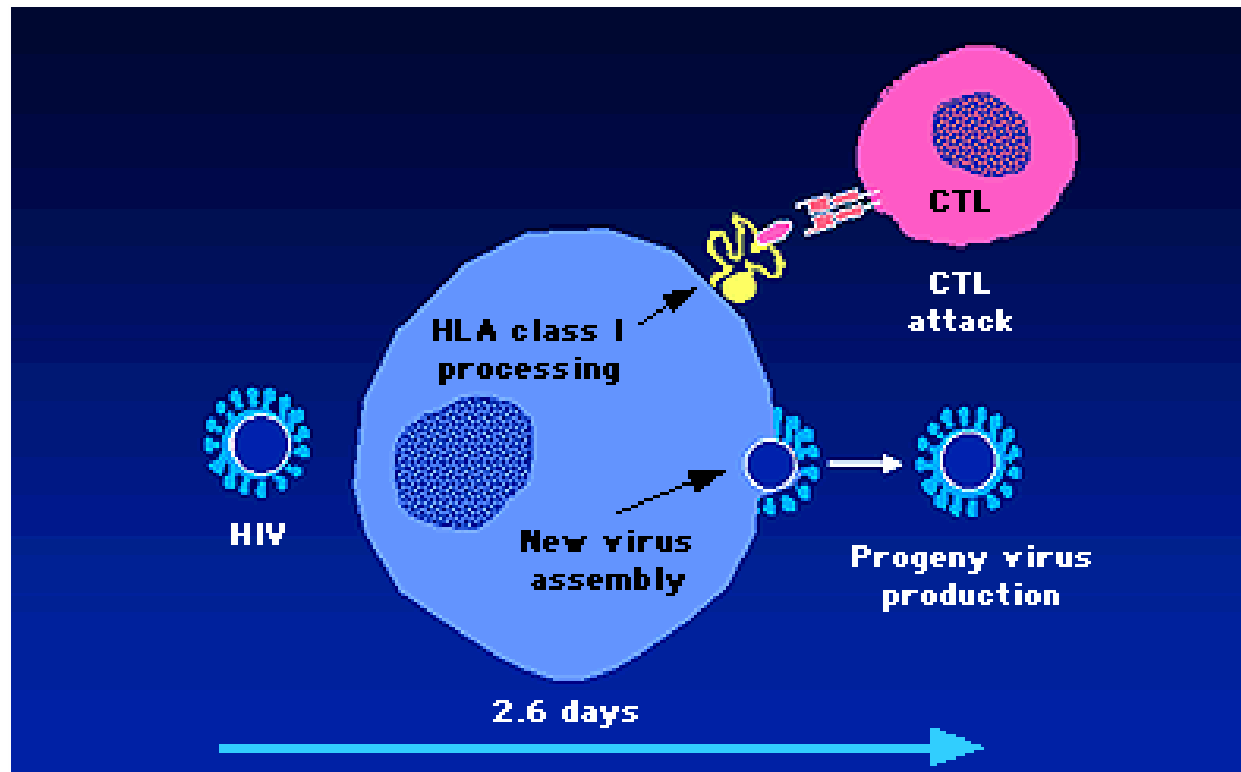 CTL
CTL
attack
HLA class I
processing
HIV
New virus
assembly
Progeny virus
production
2.6 days